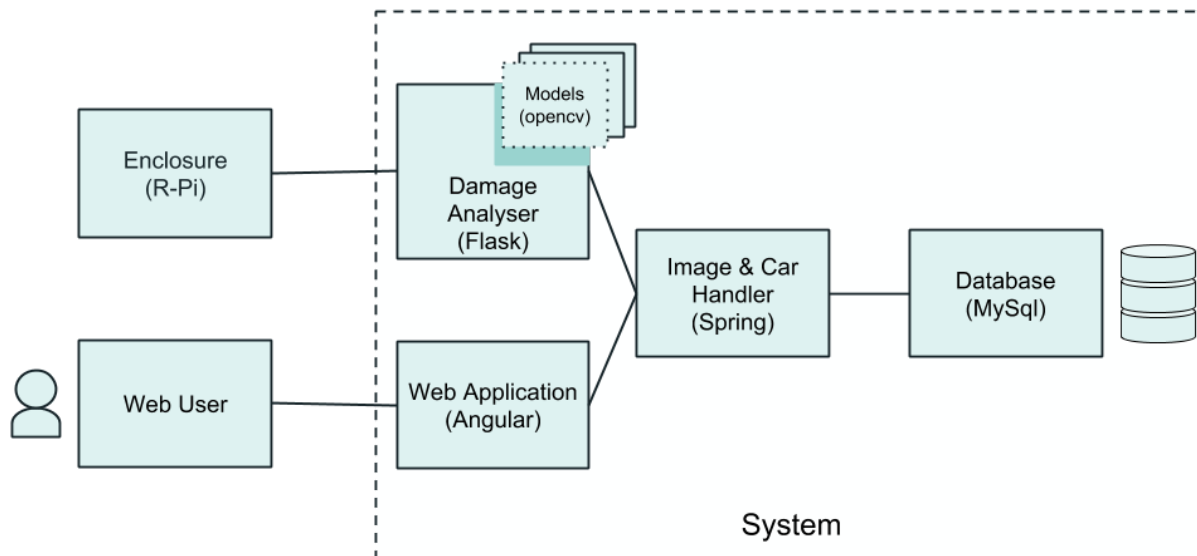 Models
(opencv)
Enclosure
(R-Pi)
Damage
Analyser
(Flask)
Image & Car
Handler
(Spring)
Database
(MySql)
Web User
Web Application
(Angular)
System